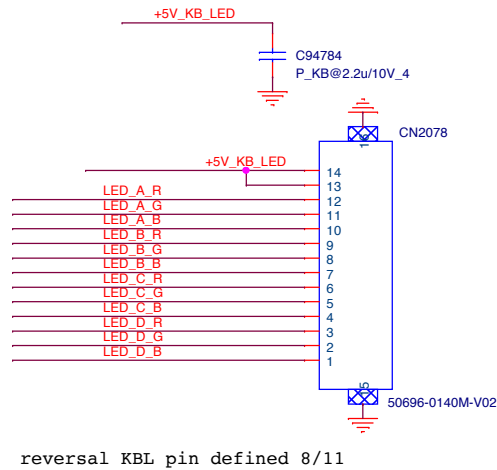 +5V_KB_LED
C94784
P_KB@2.2u/10V_4
16
CN2078
+5V_KB_LED
14
13
LED_A_R
12
LED_A_G
11
LED_A_B
10
LED_B_R
9
LED_B_G
8
LED_B_B
7
LED_C_R
6
LED_C_G
5
LED_C_B
4
LED_D_R
3
LED_D_G
2
LED_D_B
1
15
50696-0140M-V02
reversal KBL pin defined 8/11